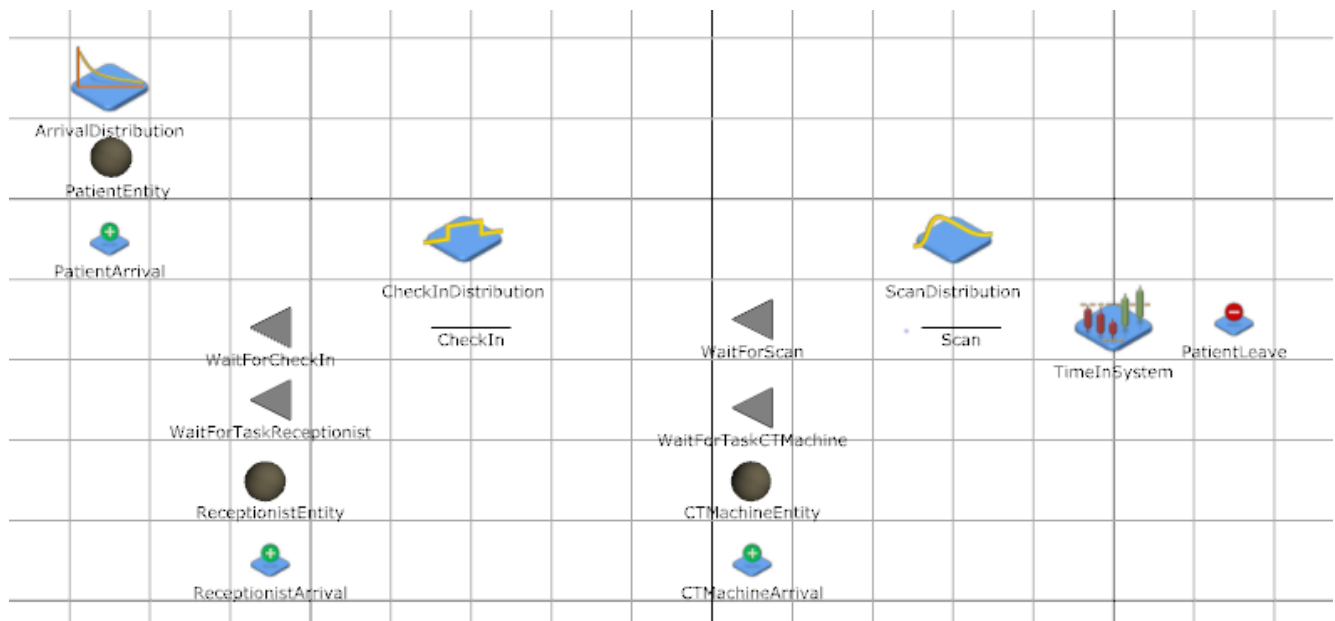 ArrivalDistribution
PatientEntity
PatientArrival
CheckInDistribution
ScanDistribution
WaitForCheckIn
CheckIn
WaitForScan
Scan
TimeInSystem
PatientLeave
WaitForTaskReceptionist
WaitForTaskCTMachine
ReceptionistEntity
CTMachineEntity
ReceptionistArrival
CTMachineArrival